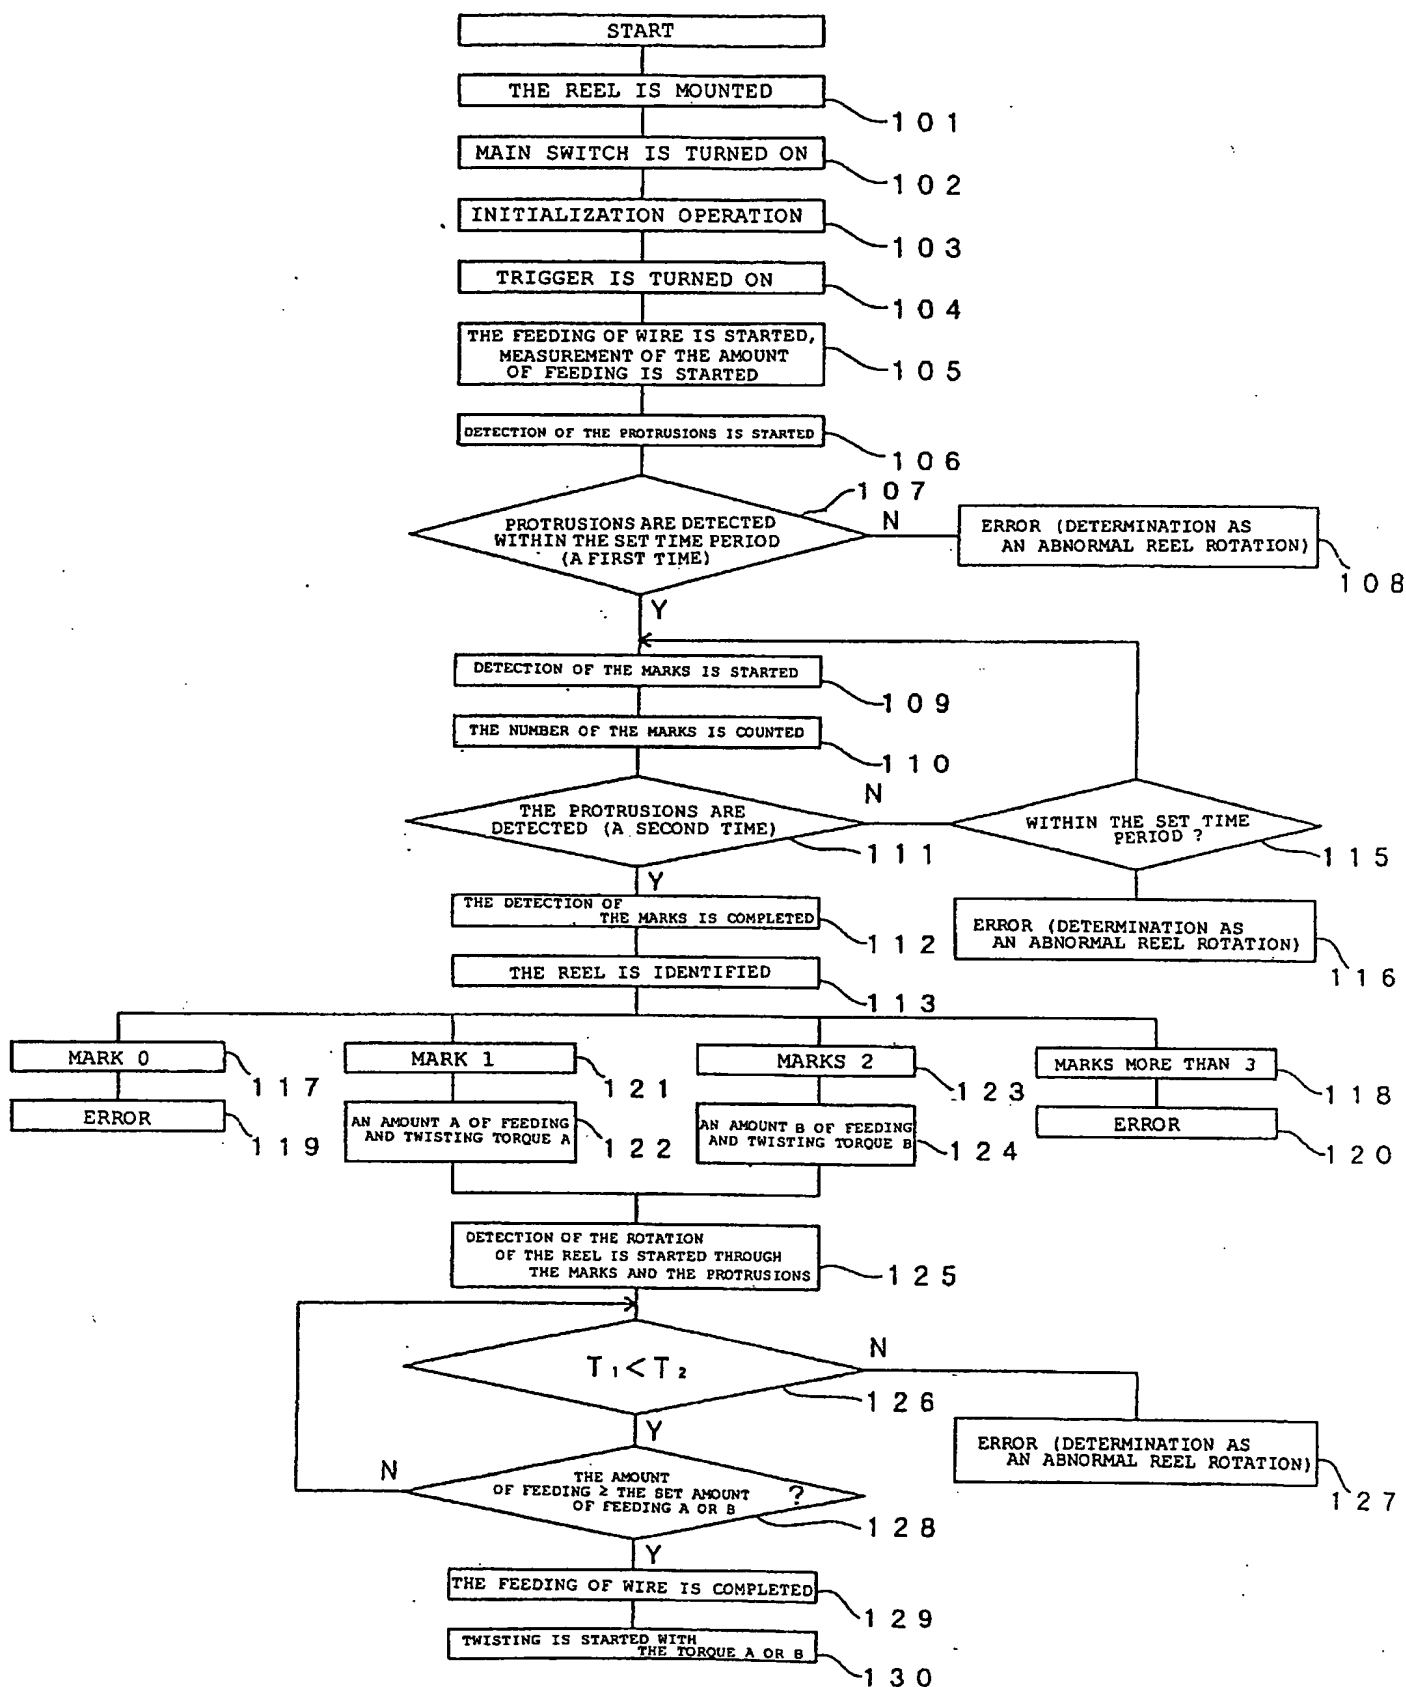 START
THE REEL IS MOUNTED
101
MAIN SWITCH IS TURNED ON
102
INITIALIZATION OPERATION
103
TRIGGER IS TURNED ON
104
THE FEEDING OF WIRE IS STARTED,
MEASUREMENT OF THE AMOUNT
OF FEEDING IS STARTED
105
DETECTION OF THE PROTRUSIONS IS STARTED
106
107
PROTRUSIONS ARE DETECTED
WITHIN THE SET TIME PERIOD
(A FIRST TIME)
N
ERROR (DETERMINATION AS
AN ABNORMAL REEL ROTATION)
108
Y
DETECTION OF THE MARKS IS STARTED
109
THE NUMBER OF THE MARKS IS COUNTED
110
THE PROTRUSIONS ARE
DETECTED (A SECOND TIME)
111
N
WITHIN THE SET TIME
PERIOD ?
115
Y
THE DETECTION OF
THE MARKS IS COMPLETED
112
ERROR (DETERMINATION AS
AN ABNORMAL REEL ROTATION)
116
THE REEL IS IDENTIFIED
113
MARK 0
117
MARK 1
121
MARKS 2
123
MARKS MORE THAN 3
118
ERROR
119
AN AMOUNT A OF FEEDING
AND TWISTING TORQUE A
122
AN AMOUNT B OF FEEDING
AND TWISTING TORQUE B
124
ERROR
120
DETECTION OF THE ROTATION
OF THE REEL IS STARTED THROUGH
THE MARKS AND THE PROTRUSIONS
125
T1<T2
126
N
ERROR (DETERMINATION AS
AN ABNORMAL REEL ROTATION)
127
Y
THE AMOUNT
OF FEEDING ≥ THE SET AMOUNT
OF FEEDING A OR B
?
128
N
Y
THE FEEDING OF WIRE IS COMPLETED
129
TWISTING IS STARTED WITH
THE TORQUE A OR B
130